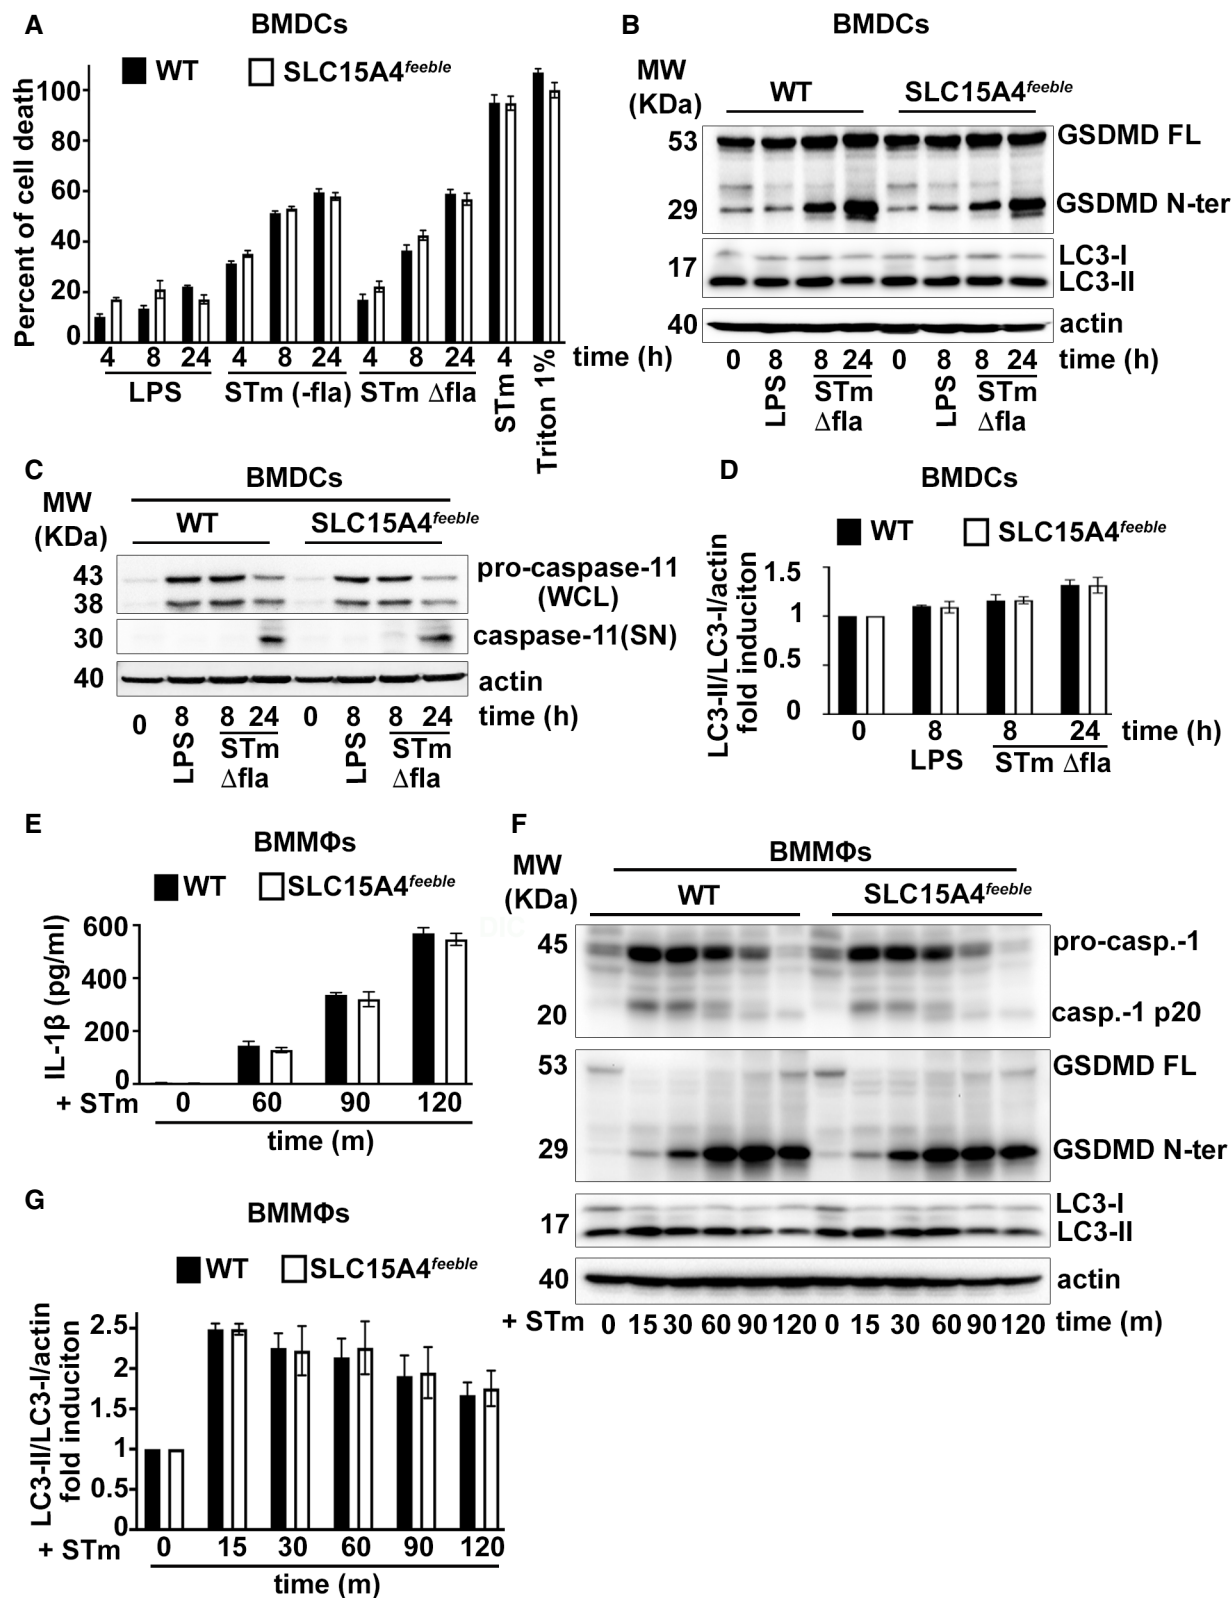 A
BMDCs
WT SLC15A4feeble
Percent of cell death
100
80
60
40
20
0
4 8 24 4 8 24 4 8 24 STm 4 Triton 1% time (h)
LPS STm (-fla) STm Δfla
B
BMDCs
MW
(KDa)
WT SLC15A4feeble
53 GSDMD FL
29 GSDMD N-ter
LC3-I
17 LC3-II
40 actin
0 8 8 24 0 8 8 24 time (h)
LPS STm LPS STm
Δfla Δfla
C
BMDCs
MW
(KDa)
WT SLC15A4feeble
43 pro-caspase-11
38 (WCL)
30 caspase-11(SN)
40 actin
0 8 8 24 0 8 8 24 time (h)
LPS STm LPS STm
Δfla Δfla
D
BMDCs
WT SLC15A4feeble
LC3-II/LC3-I/actin
fold induciton
1.5
1
0.5
0
0 8 8 24 time (h)
LPS STm Δfla
E
BMMΦs
WT SLC15A4feeble
IL-1β (pg/ml)
600
400
200
0
+ STm 0 60 90 120
time (m)
F
BMMΦs
MW
(KDa)
WT SLC15A4feeble
DIC
45 pro-casp.-1
20 casp.-1 p20
53 GSDMD FL
29 GSDMD N-ter
LC3-I
17 LC3-II
40 actin
+ STm 0 15 30 60 90 120 0 15 30 60 90 120 time (m)
G
BMMΦs
WT SLC15A4feeble
LC3-II/LC3-I/actin
fold induciton
2.5
2
1.5
1
0.5
0
+ STm 0 15 30 60 90 120
time (m)